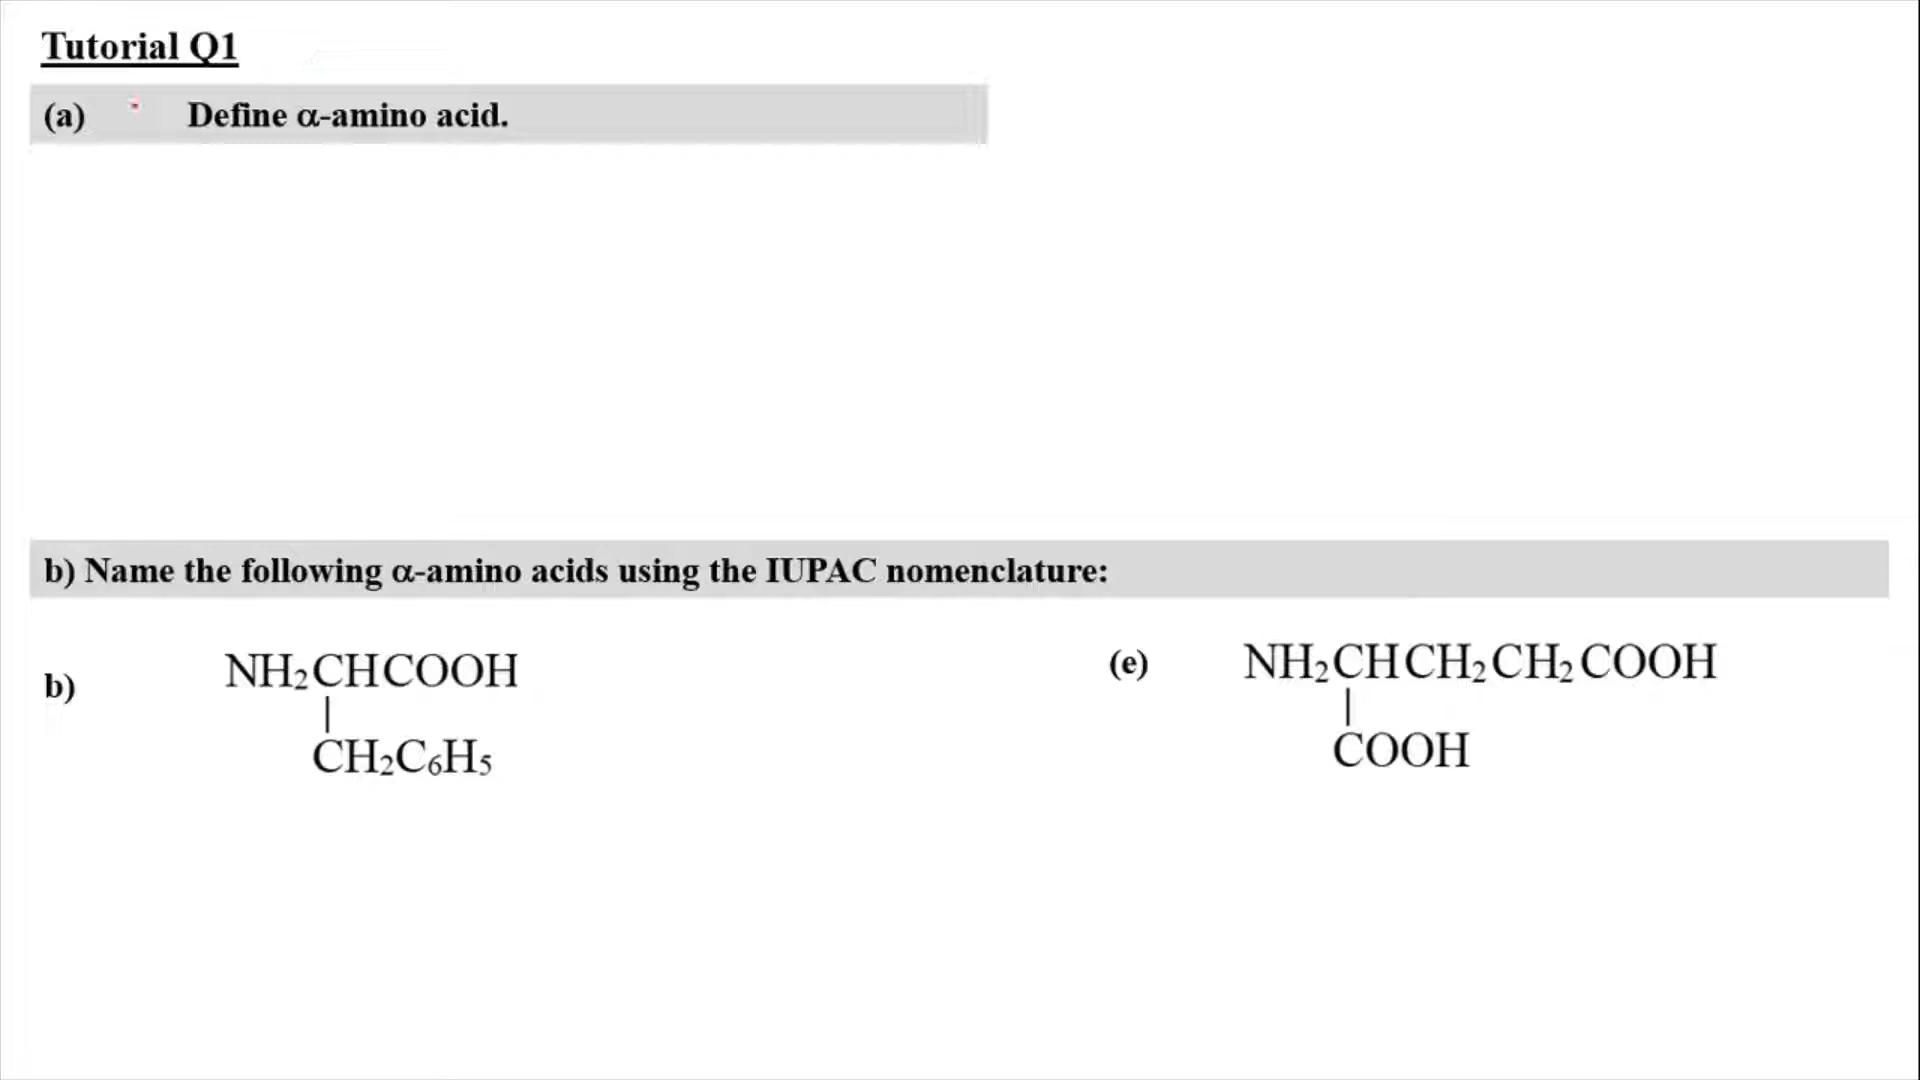 Tutorial Q1
(a) Define α-amino acid.
b) Name the following α-amino acids using the IUPAC nomenclature:
b) NH₂CHCOOH
|
CH₂C₆H₅
(e) NH₂CHCH₂CH₂COOH
|
COOH